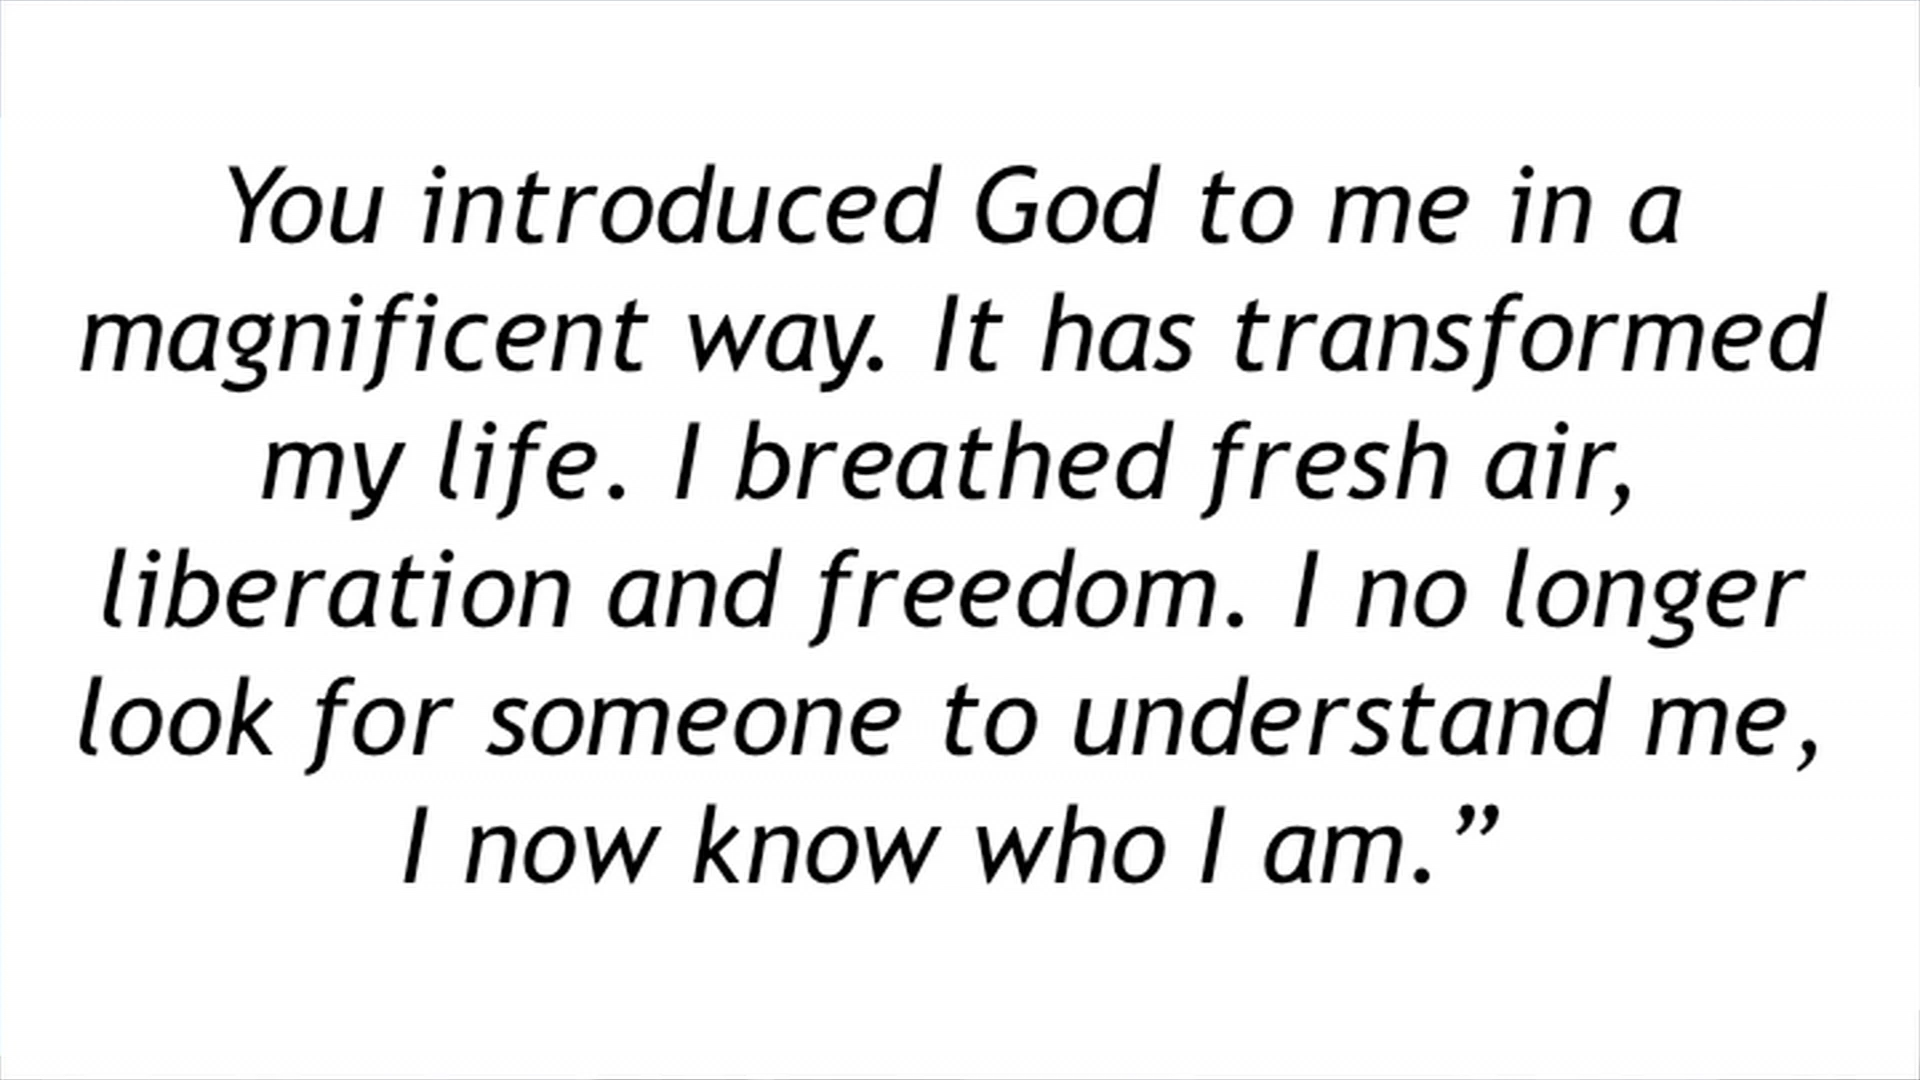 You introduced God to me in a
magnificent way. It has transformed
my life. I breathed fresh air,
liberation and freedom. I no longer
look for someone to understand me,
I now know who I am.”